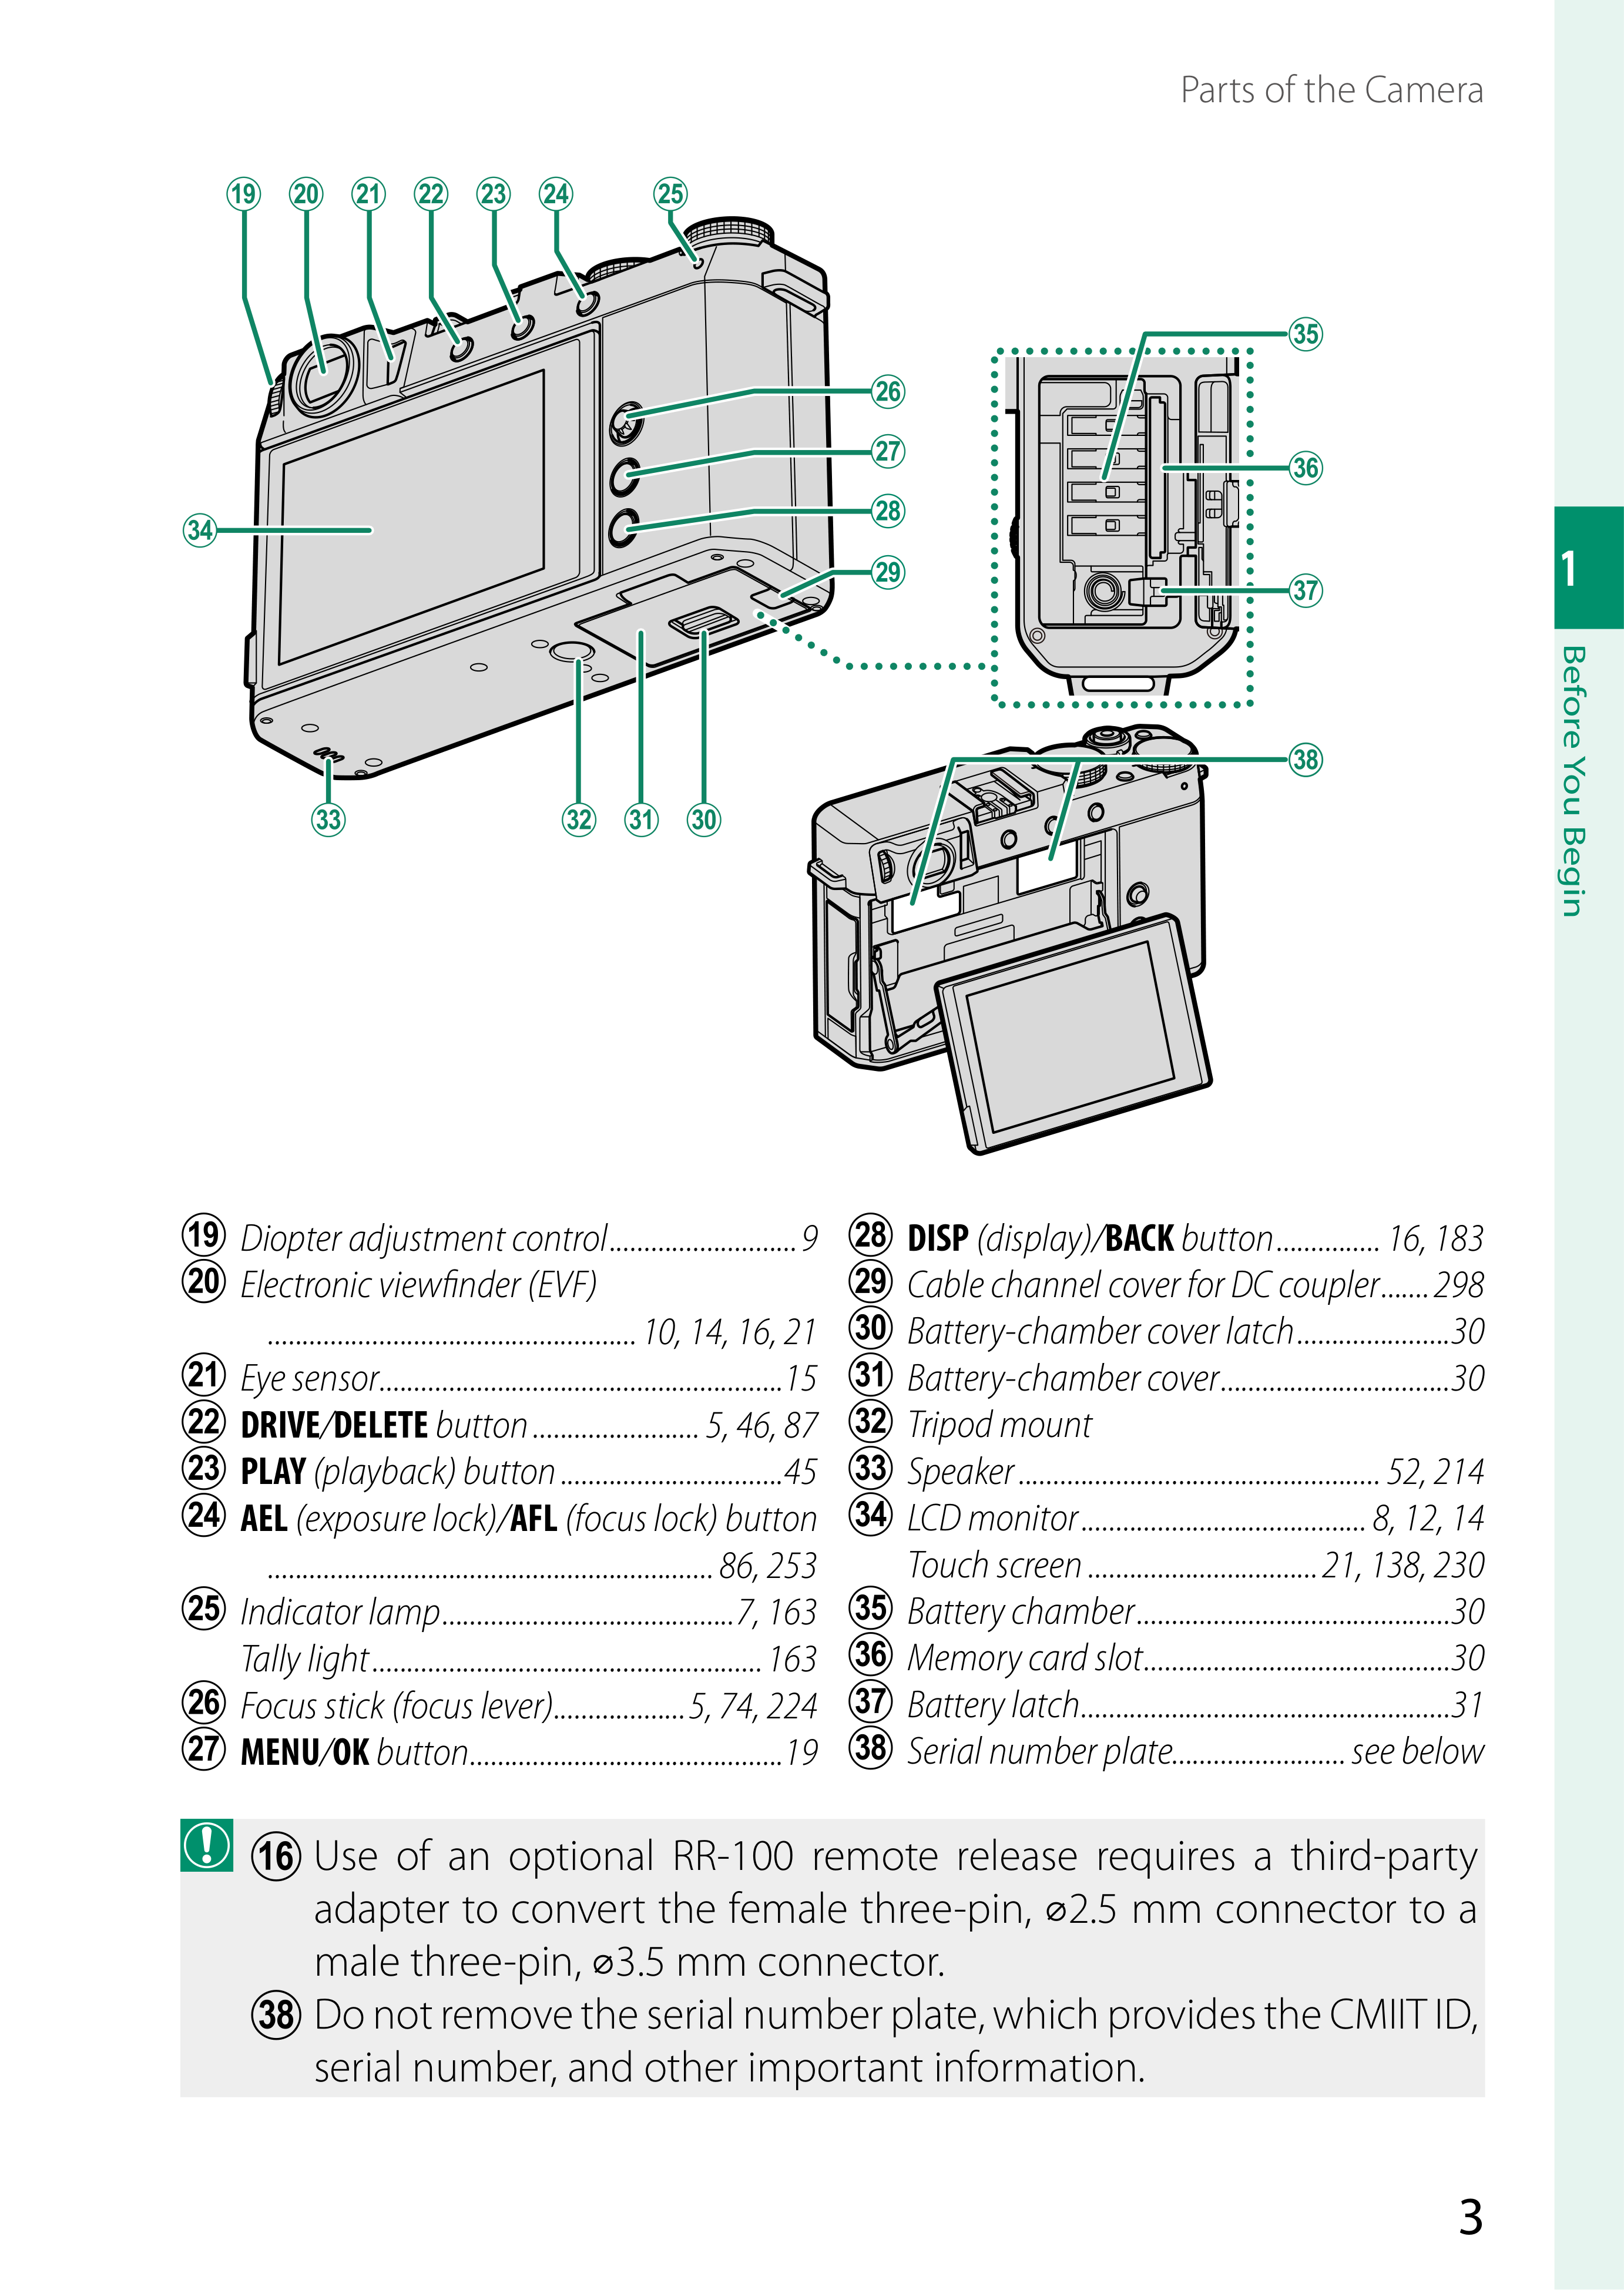 Parts of the Camera
19 20 21 22 23 24 25
35
26
27
36
34
28
29
37
38
33 32 31 30
1
Before You Begin
⑲ Diopter adjustment control........................... 9
⑳ Electronic viewfinder (EVF)
..................................................... 10, 14, 16, 21
㉑ Eye sensor..........................................................15
㉒ DRIVE/DELETE button ........................ 5, 46, 87
㉓ PLAY (playback) button ................................45
㉔ AEL (exposure lock)/AFL (focus lock) button
................................................................ 86, 253
㉕ Indicator lamp..........................................7, 163
Tally light........................................................ 163
㉖ Focus stick (focus lever)...................5, 74, 224
㉗ MENU/OK button.............................................19
㉘ DISP (display)/BACK button............... 16, 183
㉙ Cable channel cover for DC coupler.......298
㉚ Battery-chamber cover latch......................30
㉛ Battery-chamber cover.................................30
㉜ Tripod mount
㉝ Speaker.................................................... 52, 214
㉞ LCD monitor......................................... 8, 12, 14
Touch screen .................................21, 138, 230
㉟ Battery chamber.............................................30
㊱ Memory card slot............................................30
㊲ Battery latch.....................................................31
㊳ Serial number plate......................... see below
⑯ Use of an optional RR-100 remote release requires a third-party
adapter to convert the female three-pin, ⌀2.5 mm connector to a
male three-pin, ⌀3.5 mm connector.
㊳ Do not remove the serial number plate, which provides the CMIIT ID,
serial number, and other important information.
3